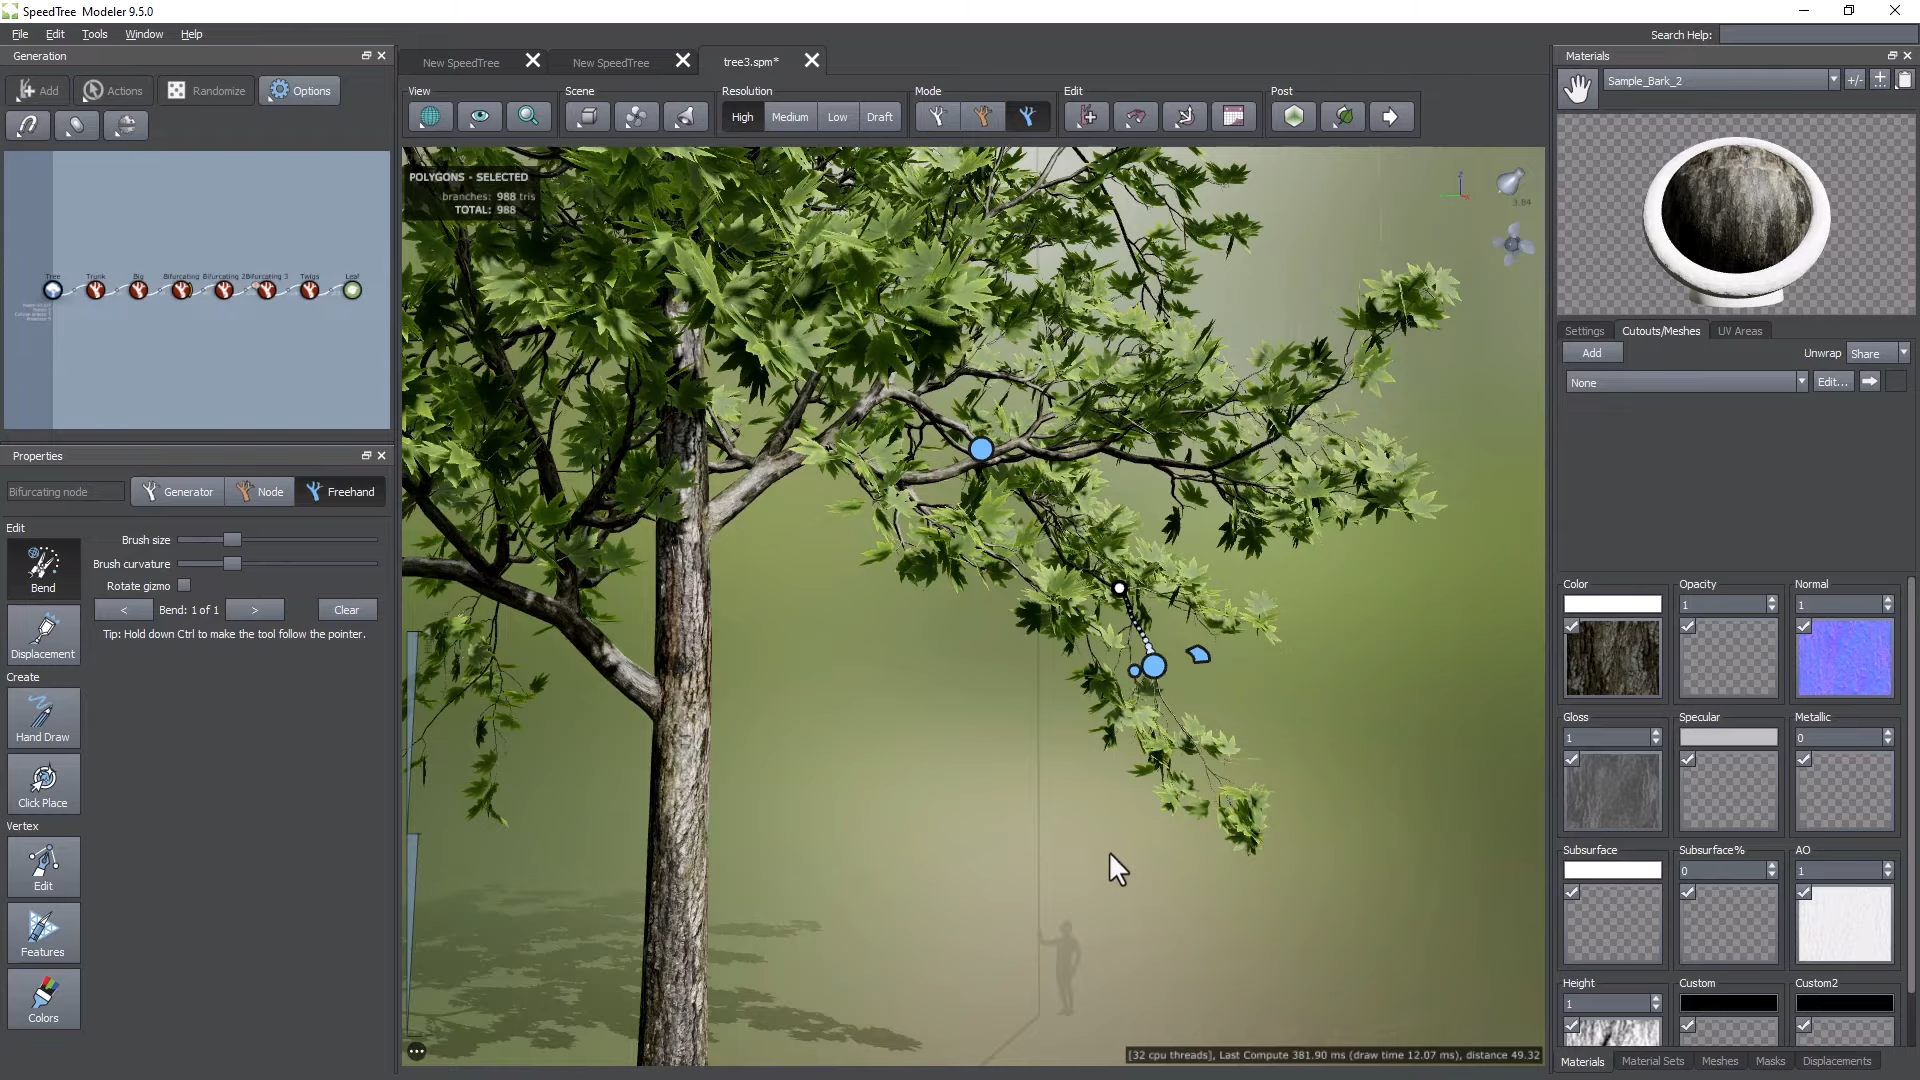 SpeedTree Modeler 9.5.0
File Edit Tools Window Help
Search Help:
Generation
Add Actions Randomize Options
Tree Trunk Big Bifurcating Bifurcating 2 Bifurcating 3 Twigs Leaf
Properties
Bifurcating node Generator Node Freehand
Edit
Bend
Displacement
Create
Hand Draw
Click Place
Vertex
Edit
Features
Colors
Brush size
Brush curvature
Rotate gizmo
< Bend: 1 of 1 > Clear
Tip: Hold down Ctrl to make the tool follow the pointer.
New SpeedTree New SpeedTree tree3.spm*
View Scene Resolution Mode Edit Post
High Medium Low Draft
POLYGONS - SELECTED
branches: 988 tris
TOTAL: 988
3.84
[32 cpu threads], Last Compute 381.90 ms (draw time 12.07 ms), distance 49.32
Materials
Sample_Bark_2 +/-
Settings Cutouts/Meshes UV Areas
Add Unwrap Share
None Edit...
Color Opacity Normal
1 1
Gloss Specular Metallic
1 0
Subsurface Subsurface% AO
0 1
Height Custom Custom2
1
Materials Material Sets Meshes Masks Displacements